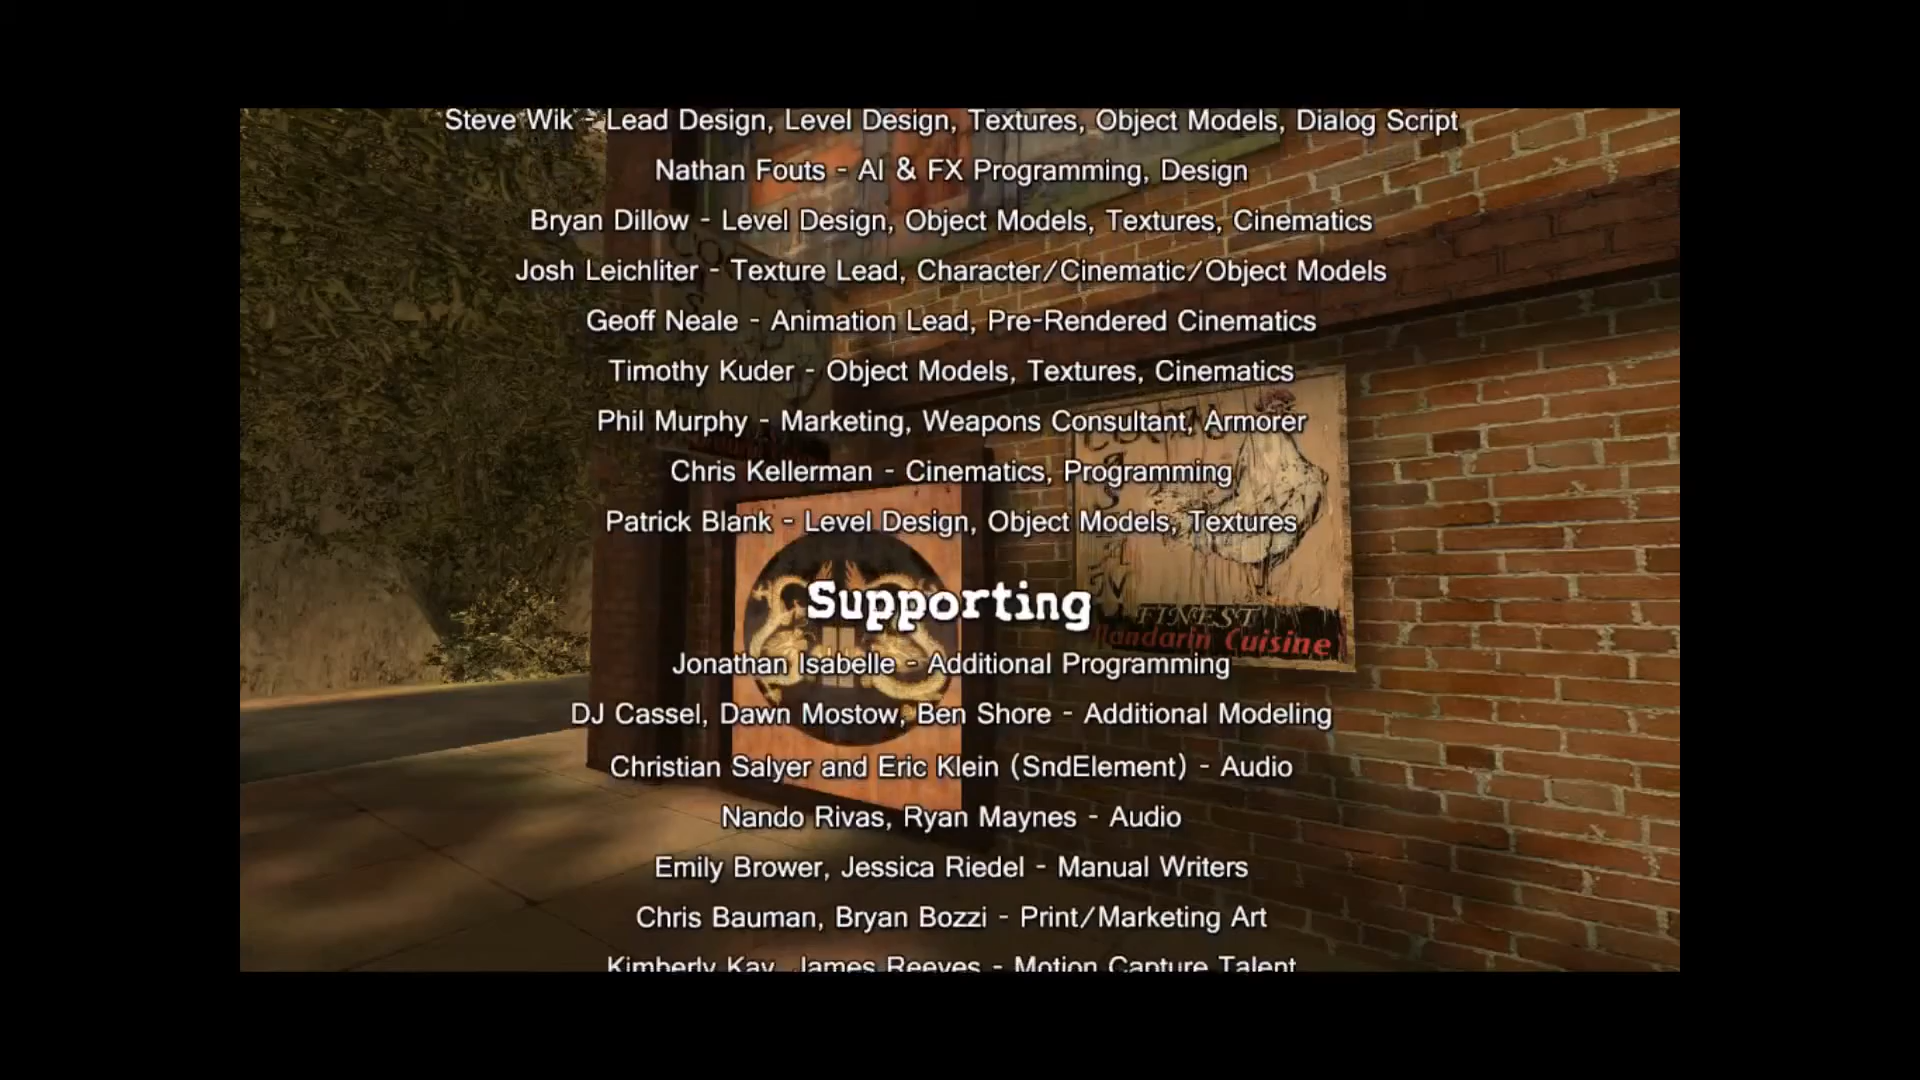 Steve Wik - Lead Design, Level Design, Textures, Object Models, Dialog Script
Nathan Fouts - AI & FX Programming, Design
Bryan Dillow - Level Design, Object Models, Textures, Cinematics
Josh Leichliter - Texture Lead, Character/Cinematic/Object Models
Geoff Neale - Animation Lead, Pre-Rendered Cinematics
Timothy Kuder - Object Models, Textures, Cinematics
Phil Murphy - Marketing, Weapons Consultant, Armorer
Chris Kellerman - Cinematics, Programming
Patrick Blank - Level Design, Object Models, Textures
Supporting
FINEST
Mandarin Cuisine
Jonathan Isabelle - Additional Programming
DJ Cassel, Dawn Mostow, Ben Shore - Additional Modeling
Christian Salyer and Eric Klein (SndElement) - Audio
Nando Rivas, Ryan Maynes - Audio
Emily Brower, Jessica Riedel - Manual Writers
Chris Bauman, Bryan Bozzi - Print/Marketing Art
Kimberly Kay, James Reeves - Motion Capture Talent